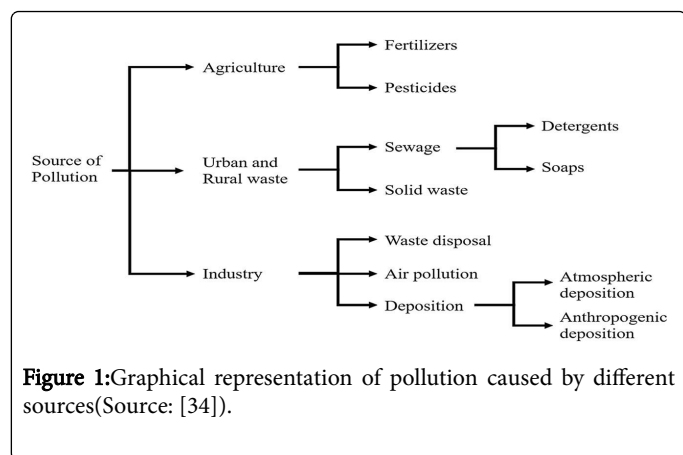 Source of
Pollution
Agriculture
Fertilizers
Pesticides
Urban and
Rural waste
Sewage
Detergents
Soaps
Solid waste
Industry
Waste disposal
Air pollution
Deposition
Atmospheric
deposition
Anthropogenic
deposition
Figure 1:Graphical representation of pollution caused by different
sources(Source: [34]).